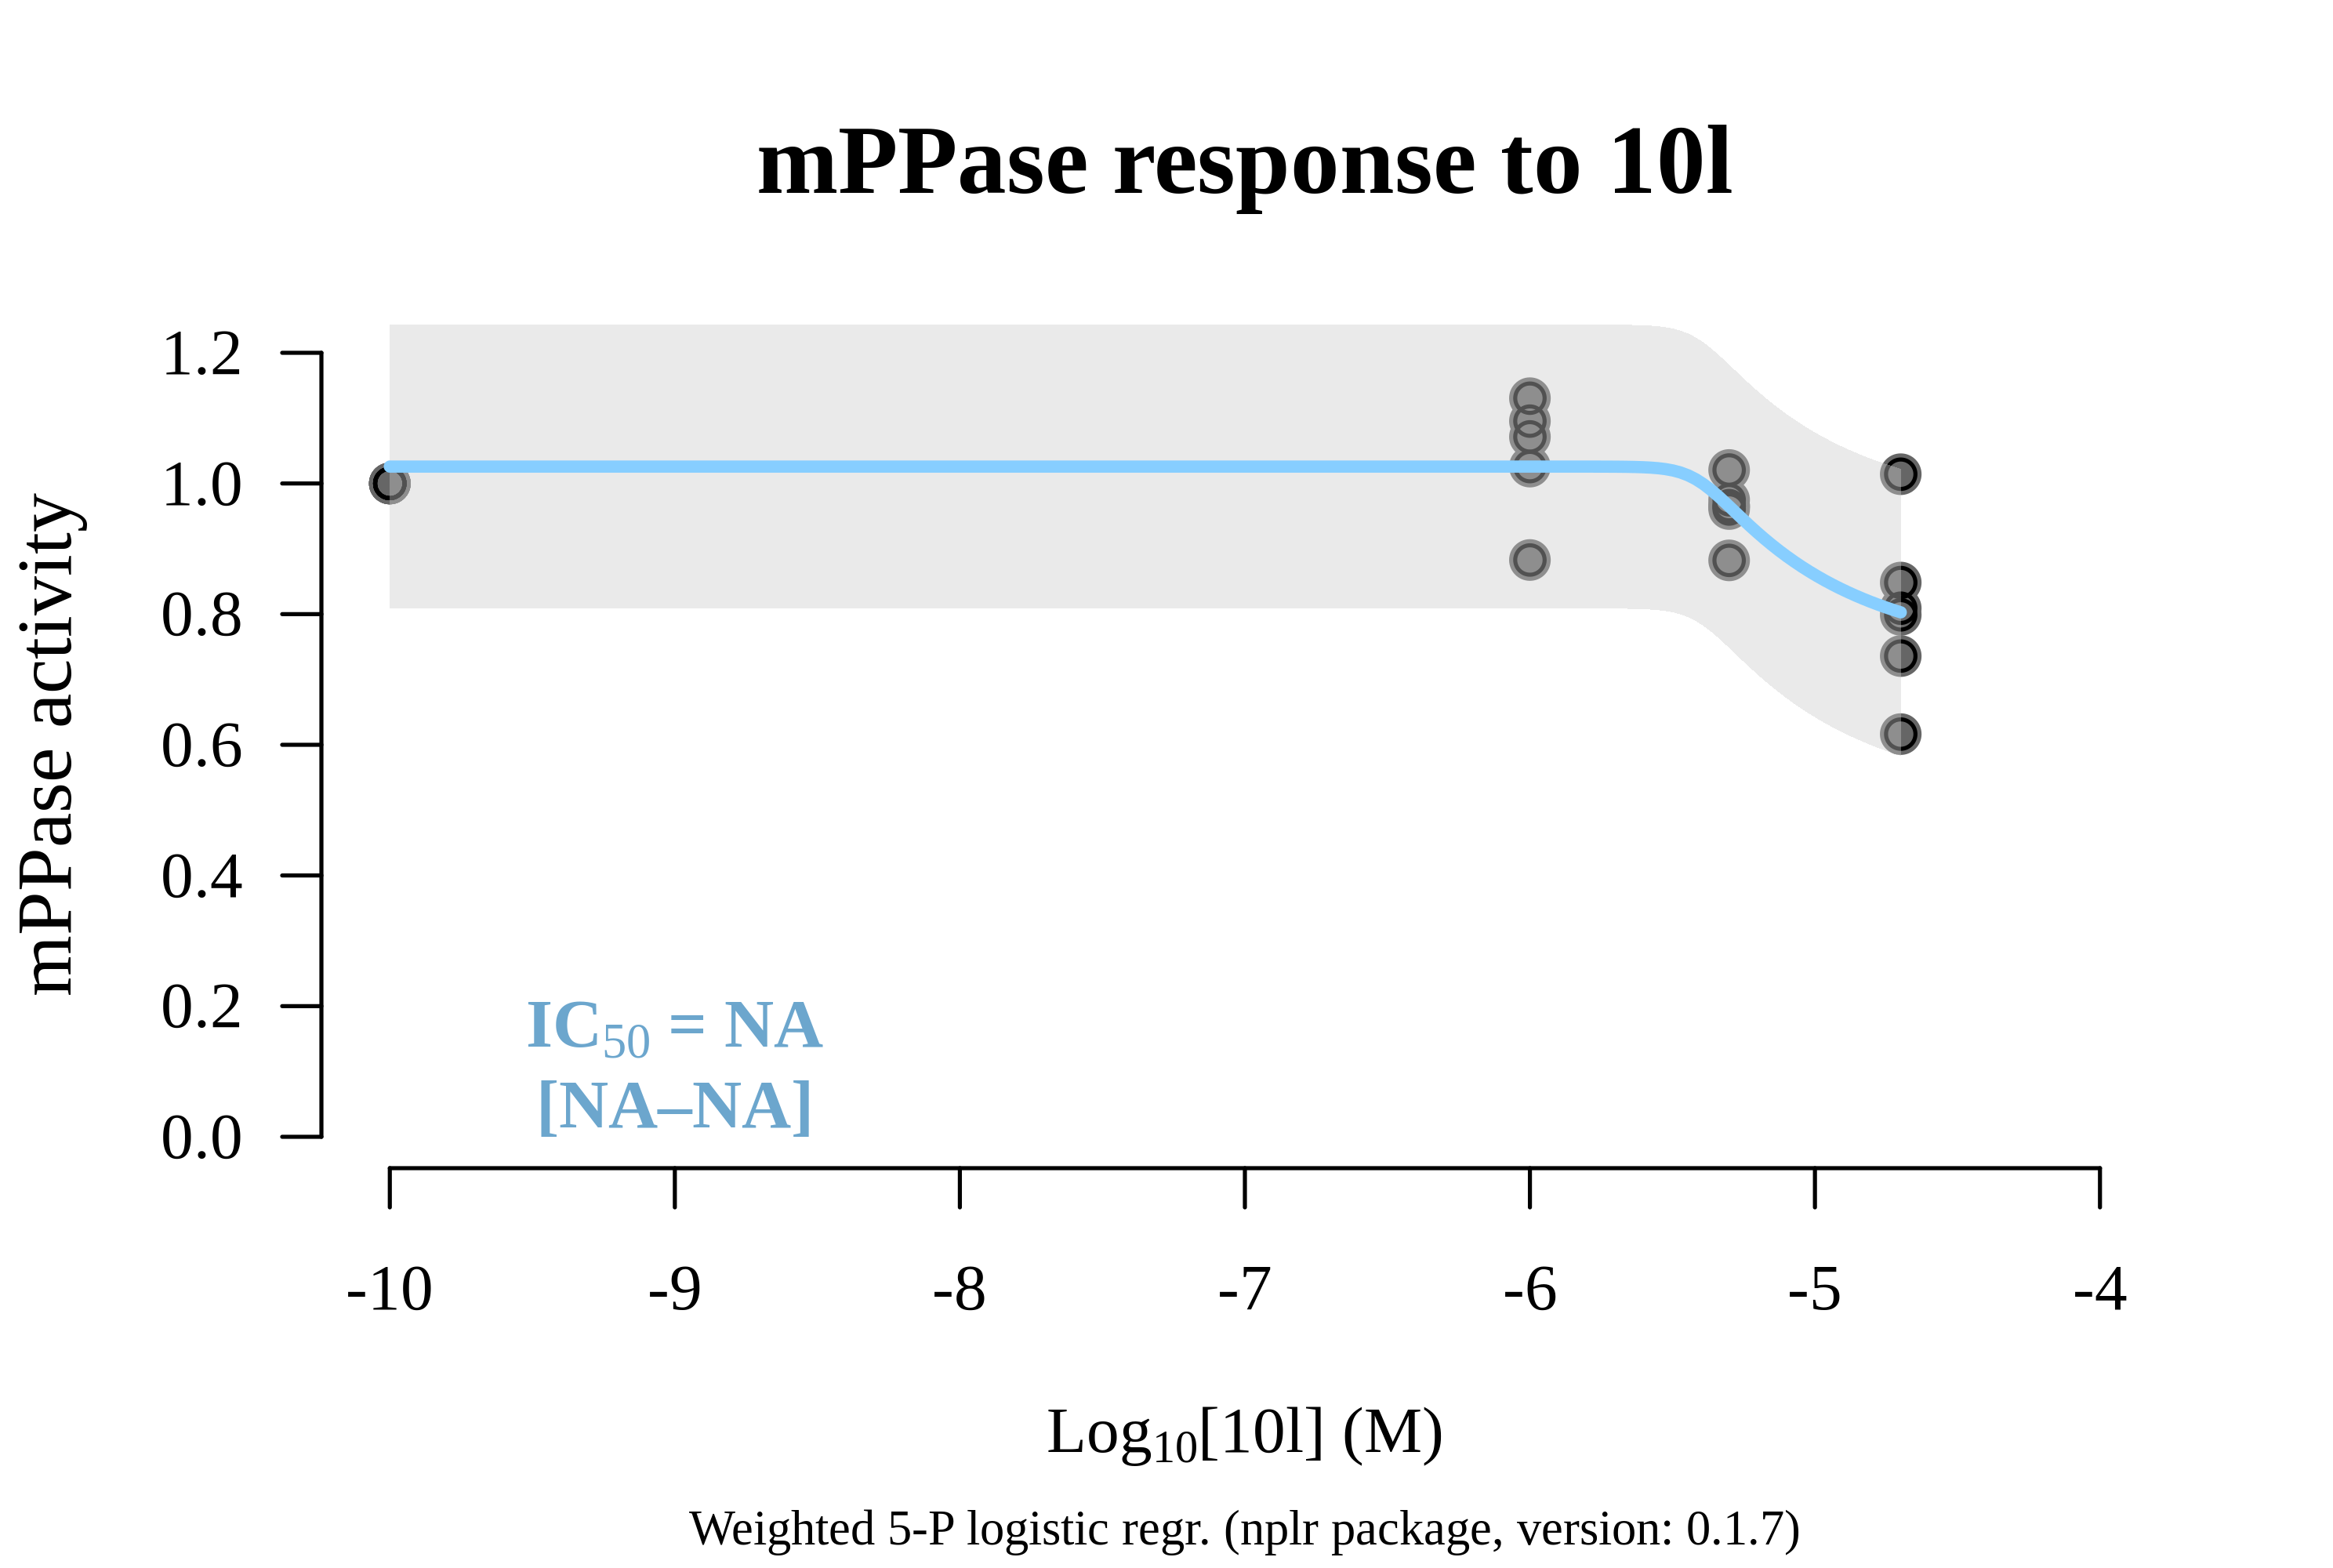 mPPase response to 10l
mPPase activity
1.2
1.0
0.8
0.6
0.4
0.2
0.0
IC50 = NA
[NA–NA]
-10 -9 -8 -7 -6 -5 -4
Log10[10l] (M)
Weighted 5-P logistic regr. (nplr package, version: 0.1.7)